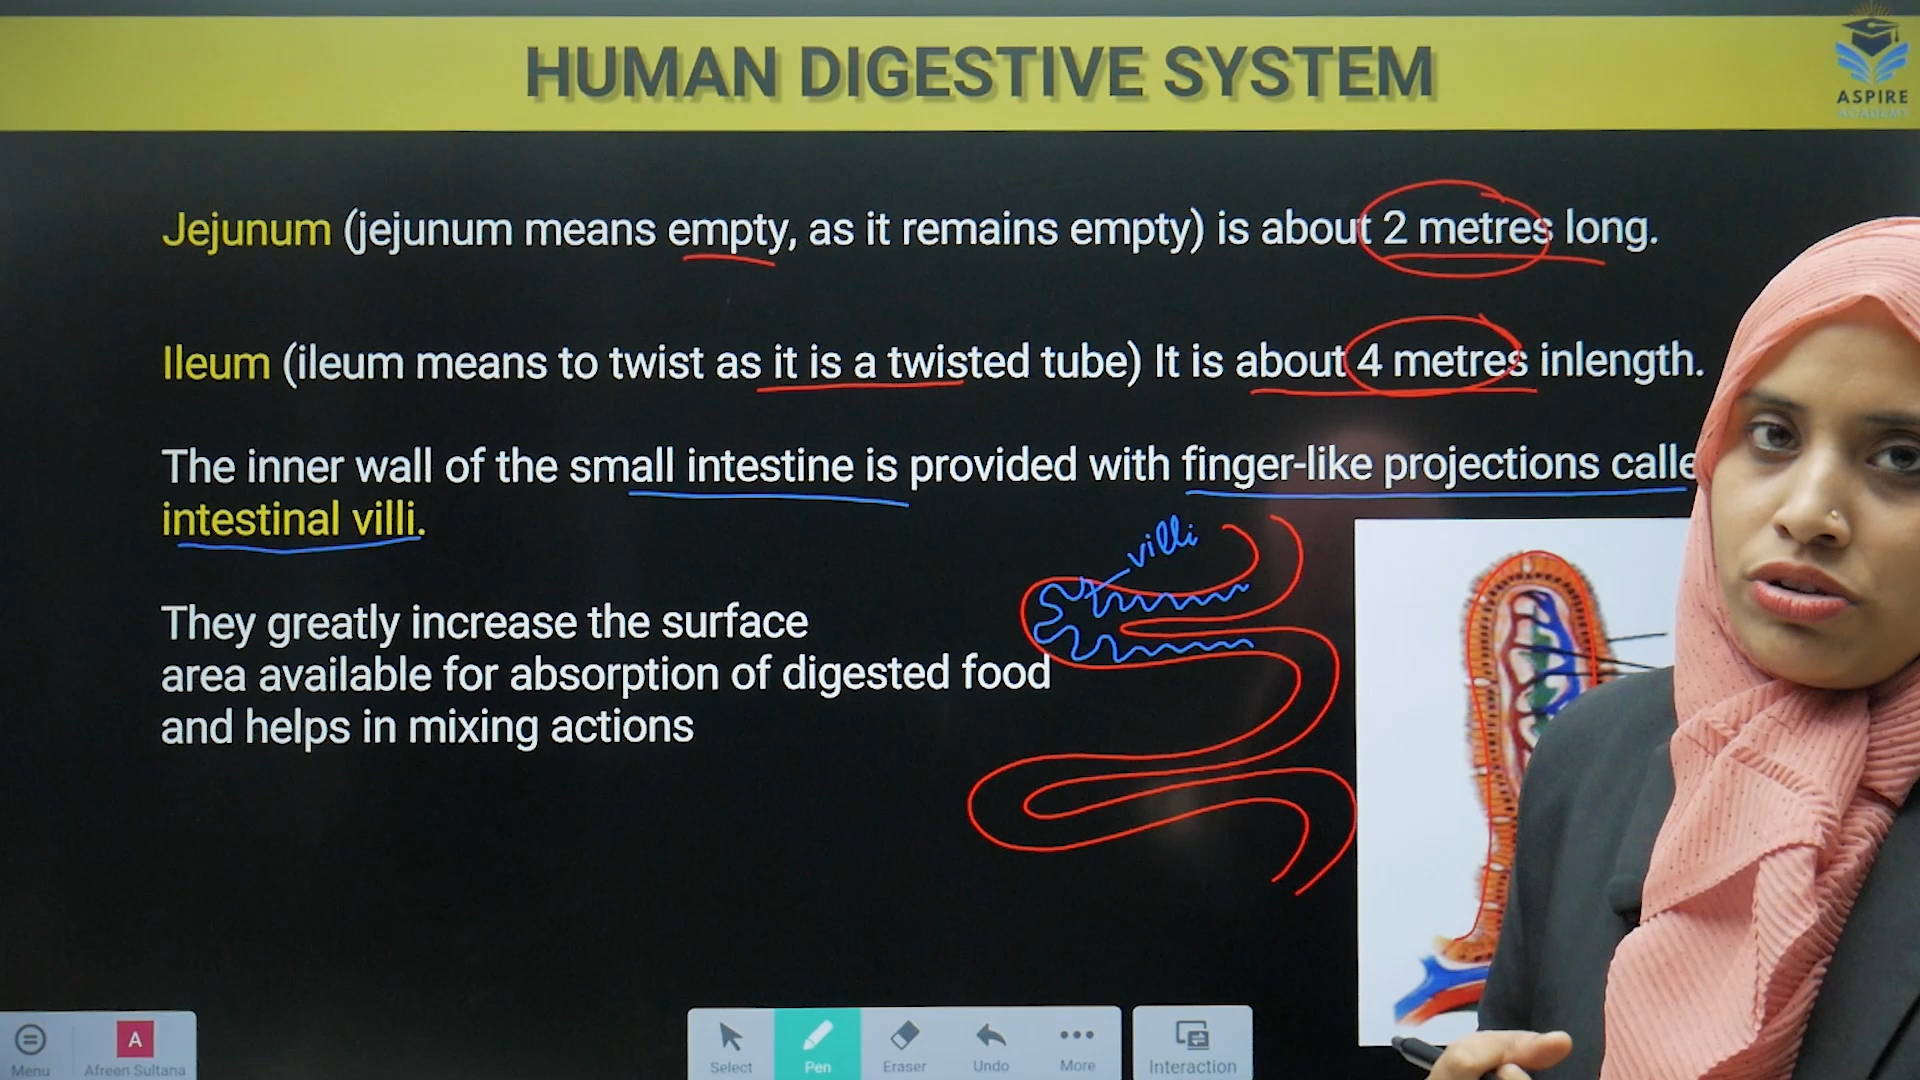 HUMAN DIGESTIVE SYSTEM
ASPIRE
ACADEMY
Jejunum (jejunum means empty, as it remains empty) is about 2 metres long.
Ileum (ileum means to twist as it is a twisted tube) It is about 4 metres inlength.
The inner wall of the small intestine is provided with finger-like projections calle
intestinal villi.
villi
They greatly increase the surface
area available for absorption of digested food
and helps in mixing actions
Menu
A
Afreen Sultana
Select
Pen
Eraser
Undo
More
Interaction